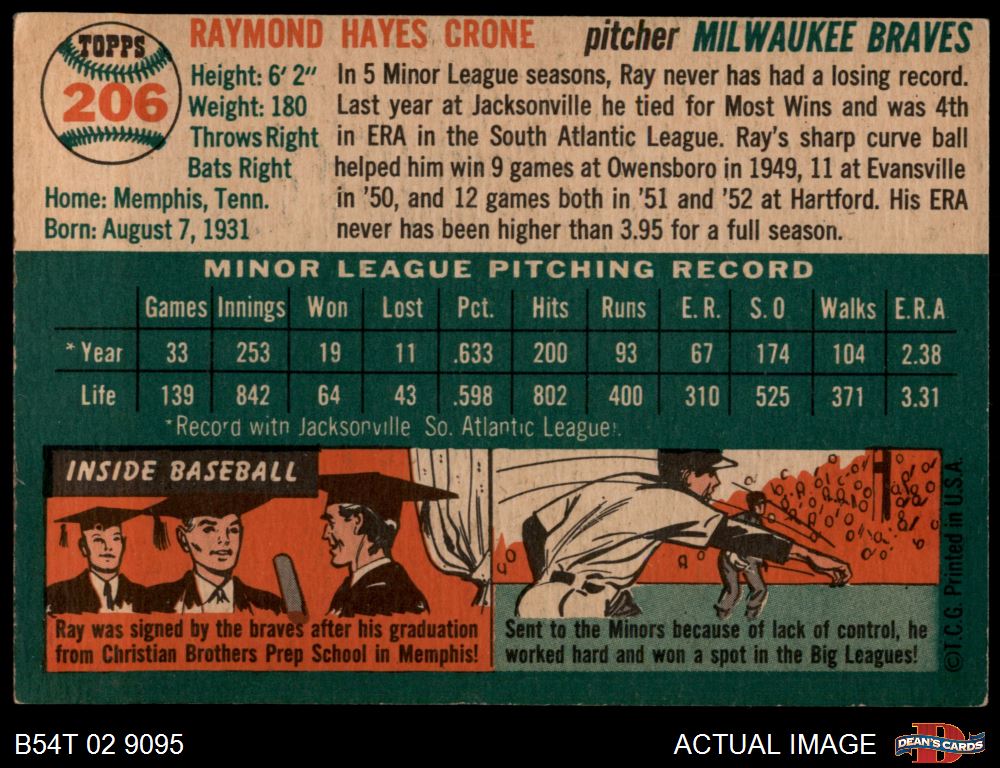 TOPPS
206
RAYMOND HAYES CRONE
pitcher MILWAUKEE BRAVES
Height: 6' 2"
Weight: 180
Throws Right
Bats Right
Home: Memphis, Tenn.
Born: August 7, 1931
In 5 Minor League seasons, Ray never has had a losing record.
Last year at Jacksonville he tied for Most Wins and was 4th
in ERA in the South Atlantic League. Ray's sharp curve ball
helped him win 9 games at Owensboro in 1949, 11 at Evansville
in '50, and 12 games both in '51 and '52 at Hartford. His ERA
never has been higher than 3.95 for a full season.
MINOR LEAGUE PITCHING RECORD
Games Innings Won Lost Pct. Hits Runs E.R. S.O Walks E.R.A
* Year 33 253 19 11 .633 200 93 67 174 104 2.38
Life 139 842 64 43 .598 802 400 310 525 371 3.31
*Record with Jacksonville So. Atlantic League.
INSIDE BASEBALL
Ray was signed by the braves after his graduation
from Christian Brothers Prep School in Memphis!
Sent to the Minors because of lack of control, he
worked hard and won a spot in the Big Leagues!
©T.C.G. Printed in U.S.A.
B54T 02 9095
ACTUAL IMAGE
DEAN'S CARDS